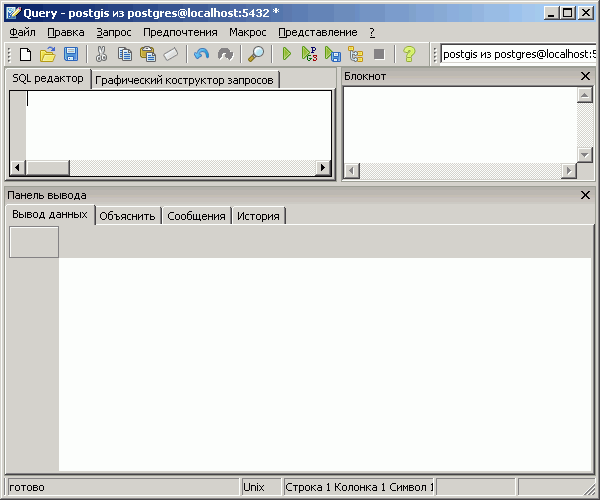 Query - postgis из postgres@localhost:5432 *
Файл Правка Запрос Предпочтения Макрос Представление ?
postgis из postgres@localhost:5
SQL редактор Графический коструктор запросов Блокнот
Панель вывода
Вывод данных Объяснить Сообщения История
готово Unix Строка 1 Колонка 1 Символ 1